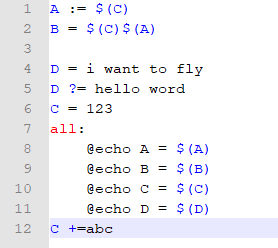 1 A := $(C)
2 B = $(C)$(A)
3
4 D = i want to fly
5 D ?= hello word
6 C = 123
7 all:
8 @echo A = $(A)
9 @echo B = $(B)
10 @echo C = $(C)
11 @echo D = $(D)
12 C +=abc